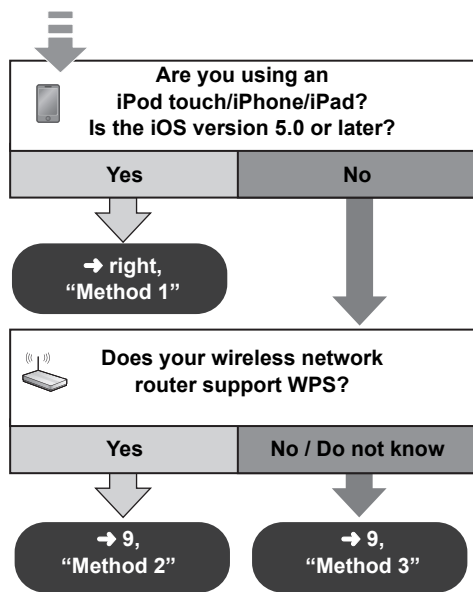 Are you using an
iPod touch/iPhone/iPad?
Is the iOS version 5.0 or later?
Yes
No
➔ right,
“Method 1”
Does your wireless network
router support WPS?
Yes
No / Do not know
➔ 9,
“Method 2”
➔ 9,
“Method 3”